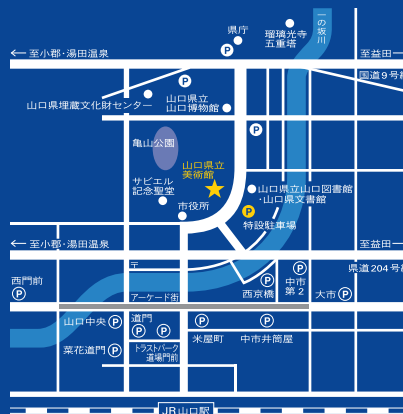 一の坂川
県庁
瑠璃光寺
五重塔
P
←至小郡･湯田温泉
至益田
国道9号
P
山口県埋蔵文化財センター
山口県立
山口博物館
P
亀山公園
山口県立
美術館
サビエル
記念聖堂
山口県立山口図書館
･山口県文書館
市役所
P
特設駐車場
←至小郡･湯田温泉
至益田
〒
県道204号
西門前
P
P
西京橋
P
中市
第2
大市P
アーケード街
山口中央P
道門
P
P
トラストパーク
道場門前
P
米屋町
P
中市井筒屋
菜花道門P
JR山口駅